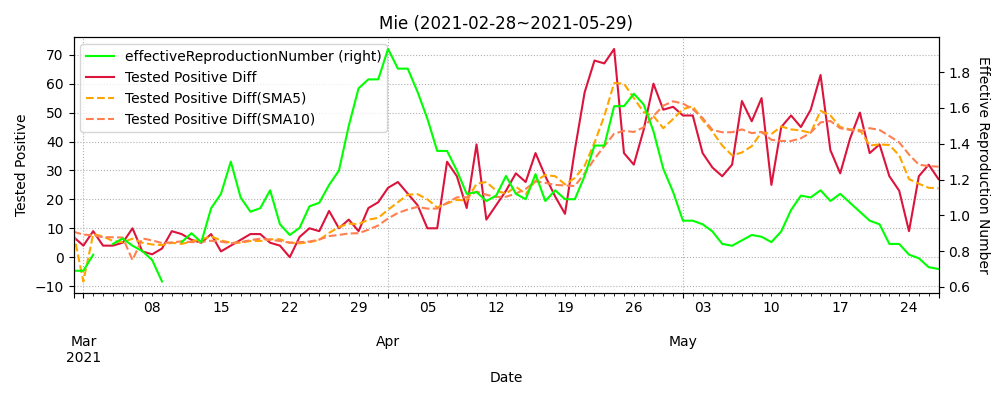 Mie (2021-02-28~2021-05-29)
effectiveReproductionNumber (right)
Tested Positive Diff
Tested Positive Diff(SMA5)
Tested Positive Diff(SMA10)
Tested Positive
70
60
50
40
30
20
10
0
−10
1.8
1.6
1.4
1.2
1.0
0.8
0.6
Effective Reproduction Number
08 15 22 29 05 12 19 26 03 10 17 24
Mar Apr May
2021
Date